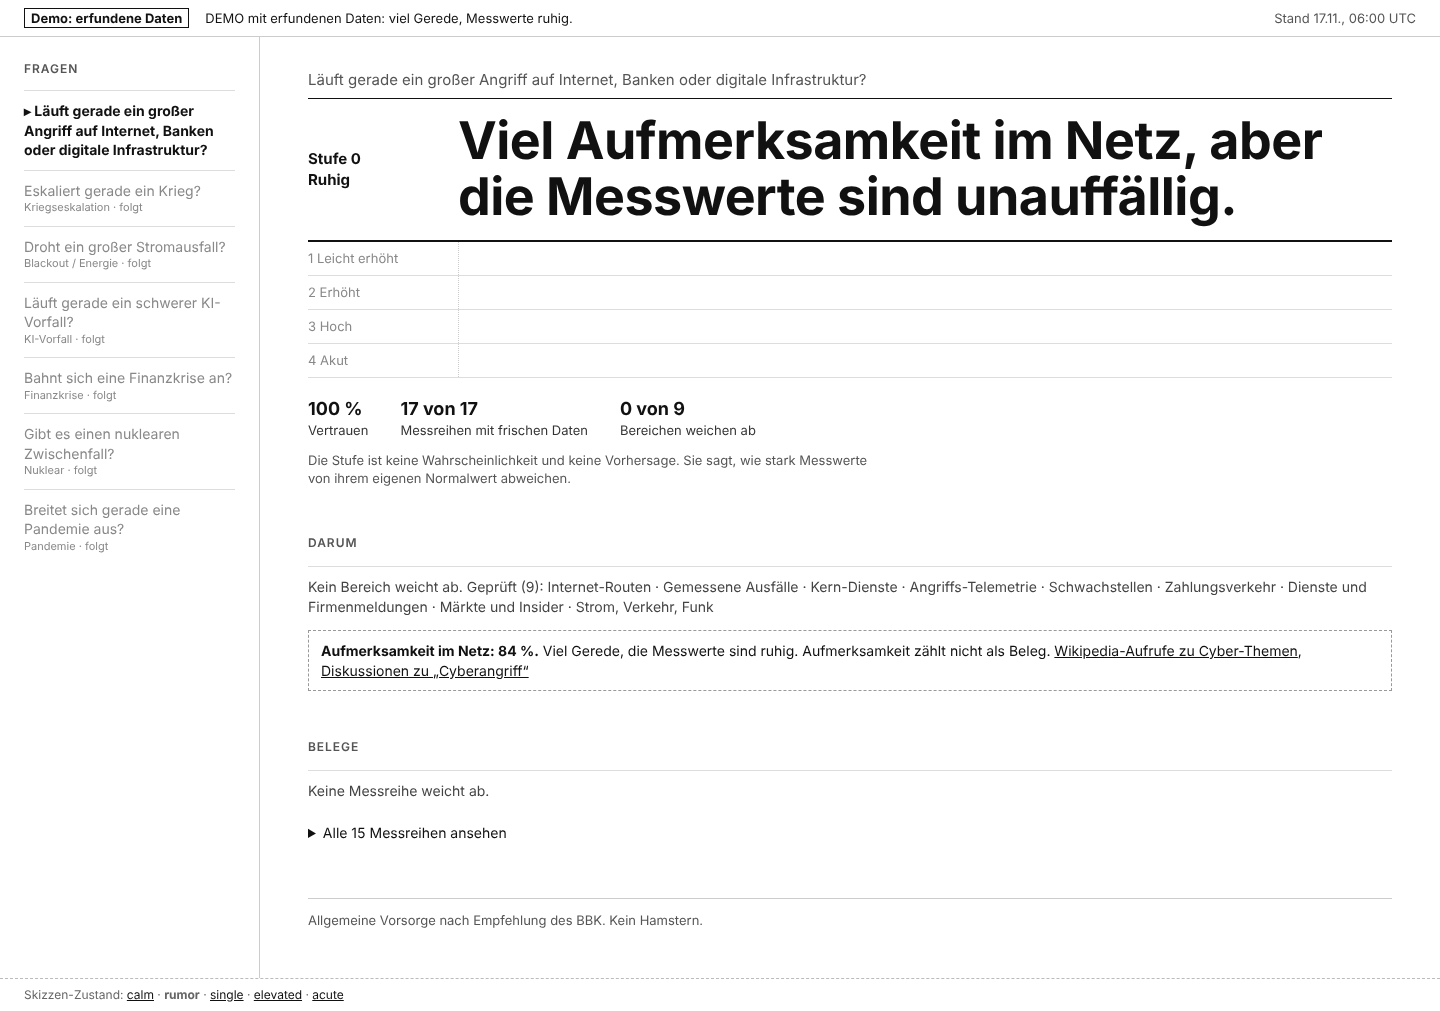 Demo: erfundene Daten DEMO mit erfundenen Daten: viel Gerede, Messwerte ruhig. Stand 17.11., 06:00 UTC
FRAGEN
▸ Läuft gerade ein großer
Angriff auf Internet, Banken
oder digitale Infrastruktur?
Eskaliert gerade ein Krieg?
Kriegseskalation · folgt
Droht ein großer Stromausfall?
Blackout / Energie · folgt
Läuft gerade ein schwerer KI-
Vorfall?
KI-Vorfall · folgt
Bahnt sich eine Finanzkrise an?
Finanzkrise · folgt
Gibt es einen nuklearen
Zwischenfall?
Nuklear · folgt
Breitet sich gerade eine
Pandemie aus?
Pandemie · folgt
Läuft gerade ein großer Angriff auf Internet, Banken oder digitale Infrastruktur?
Stufe 0
Ruhig
Viel Aufmerksamkeit im Netz, aber
die Messwerte sind unauffällig.
1 Leicht erhöht
2 Erhöht
3 Hoch
4 Akut
100 % 17 von 17 0 von 9
Vertrauen Messreihen mit frischen Daten Bereichen weichen ab
Die Stufe ist keine Wahrscheinlichkeit und keine Vorhersage. Sie sagt, wie stark Messwerte
von ihrem eigenen Normalwert abweichen.
DARUM
Kein Bereich weicht ab. Geprüft (9): Internet-Routen · Gemessene Ausfälle · Kern-Dienste · Angriffs-Telemetrie · Schwachstellen · Zahlungsverkehr · Dienste und
Firmenmeldungen · Märkte und Insider · Strom, Verkehr, Funk
Aufmerksamkeit im Netz: 84 %. Viel Gerede, die Messwerte sind ruhig. Aufmerksamkeit zählt nicht als Beleg. Wikipedia-Aufrufe zu Cyber-Themen,
Diskussionen zu „Cyberangriff“
BELEGE
Keine Messreihe weicht ab.
▶ Alle 15 Messreihen ansehen
Allgemeine Vorsorge nach Empfehlung des BBK. Kein Hamstern.
Skizzen-Zustand: calm · rumor · single · elevated · acute